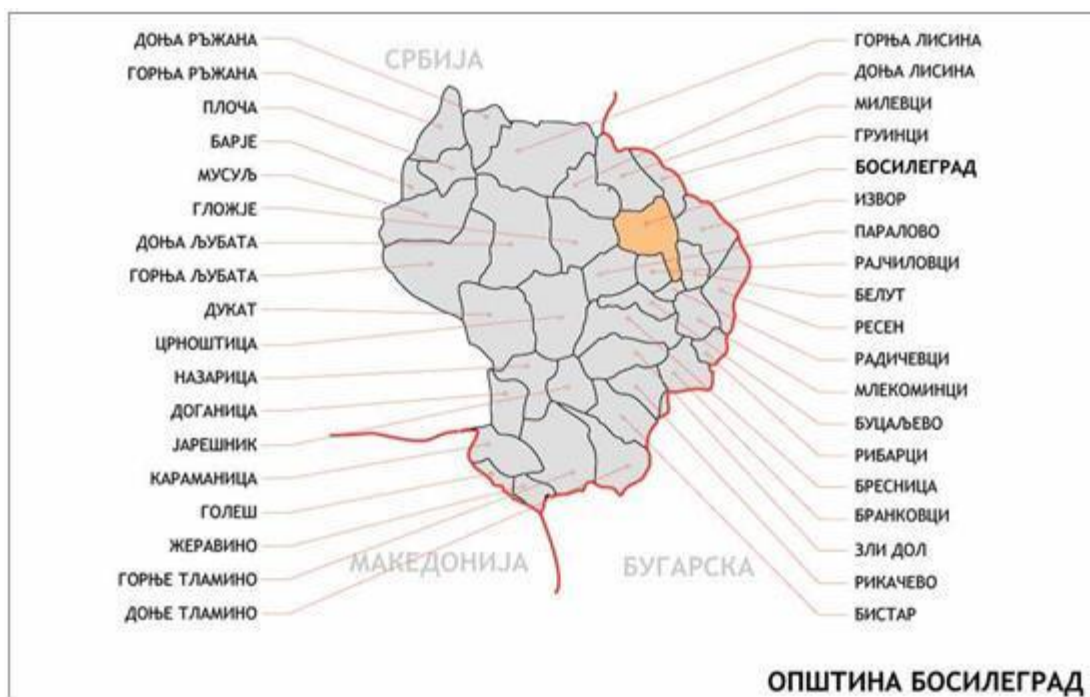 ДОЊА РЪЖАНА
ГОРЊА РЪЖАНА
ПЛОЧА
БАРЈЕ
МУСУЉ
ГЛОЖЈЕ
ДОЊА ЉУБАТА
ГОРЊА ЉУБАТА
ДУКАТ
ЦРНОШТИЦА
НАЗАРИЦА
ДОГАНИЦА
ЈАРЕШНИК
КАРАМАНИЦА
ГОЛЕШ
ЖЕРАВИНО
ГОРЊЕ ТЛАМИНО
ДОЊЕ ТЛАМИНО
СРБИЈА
МАКЕДОНИЈА
БУГАРСКА
ГОРЊА ЛИСИНА
ДОЊА ЛИСИНА
МИЛЕВЦИ
ГРУИНЦИ
БОСИЛЕГРАД
ИЗВОР
ПАРАЛОВО
РАЈЧИЛОВЦИ
БЕЛУТ
РЕСЕН
РАДИЧЕВЦИ
МЛЕКОМИНЦИ
БУЦАЉЕВО
РИБАРЦИ
БРЕСНИЦА
БРАНКОВЦИ
ЗЛИ ДОЛ
РИКАЧЕВО
БИСТАР
ОПШТИНА БОСИЛЕГРАД